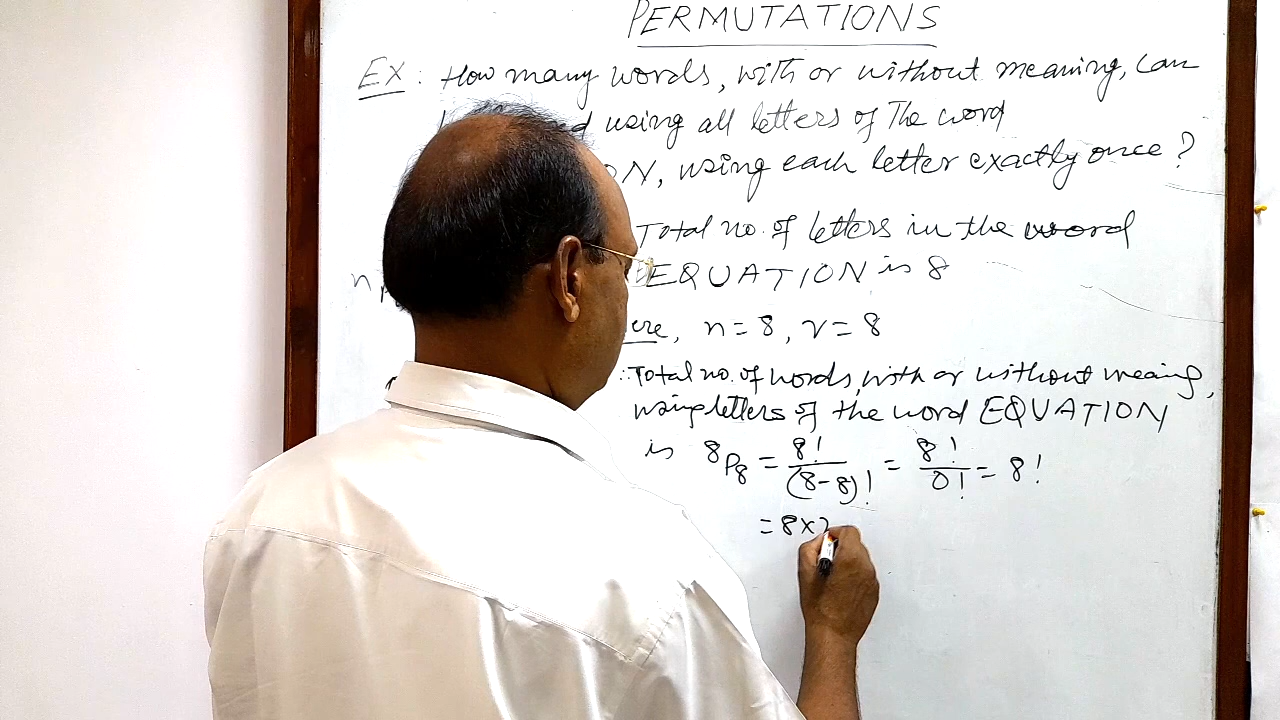 PERMUTATIONS
EX: How many words, with or without meaning, can
using all letters of The word
ON, using each letter exactly once?
Total no. of letters in the word
EQUATION is 8
n
ere, n=8, r=8
∴ Total no. of words, with or without meaing,
using letters of the word EQUATION
is 8P8 = 8!/(8-8)! = 8!/0! = 8!
= 8×7